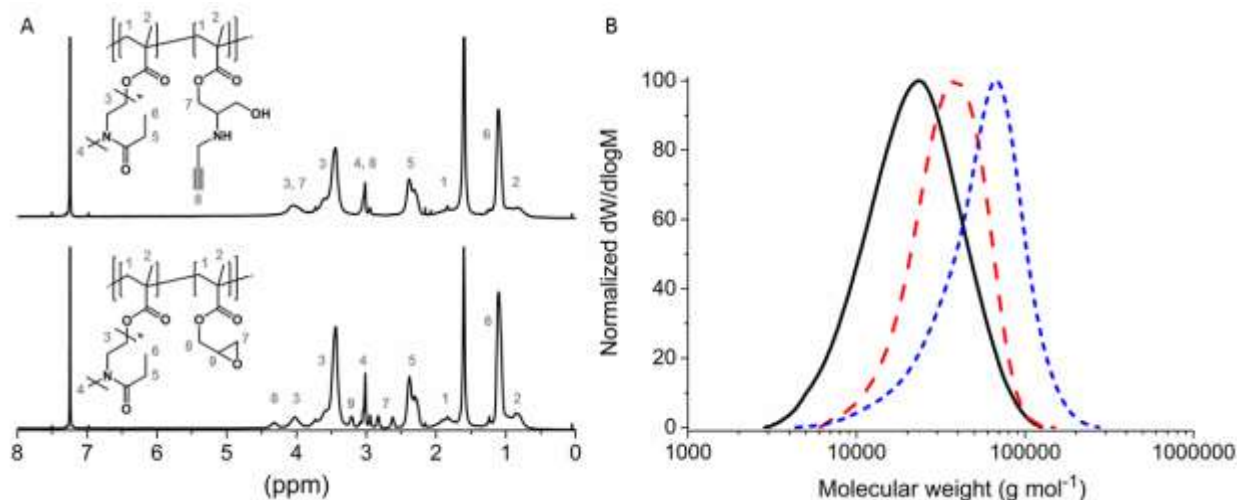 A
1 2 1 2
O O O O
3 7
6 OH
4 N 5 NH
O
8
3, 7 3 4, 8 5 1 6 2
1 2 1 2
O O O O
3 8 7
6 9 O
4 N 5
O
8 3 3 9 4 7 5 1 6 2
8 7 6 5 4 3 2 1 0
(ppm)
B
100
80
60
40
20
0
Normalized dW/dlogM
1000 10000 100000 1000000
Molecular weight (g mol⁻¹)